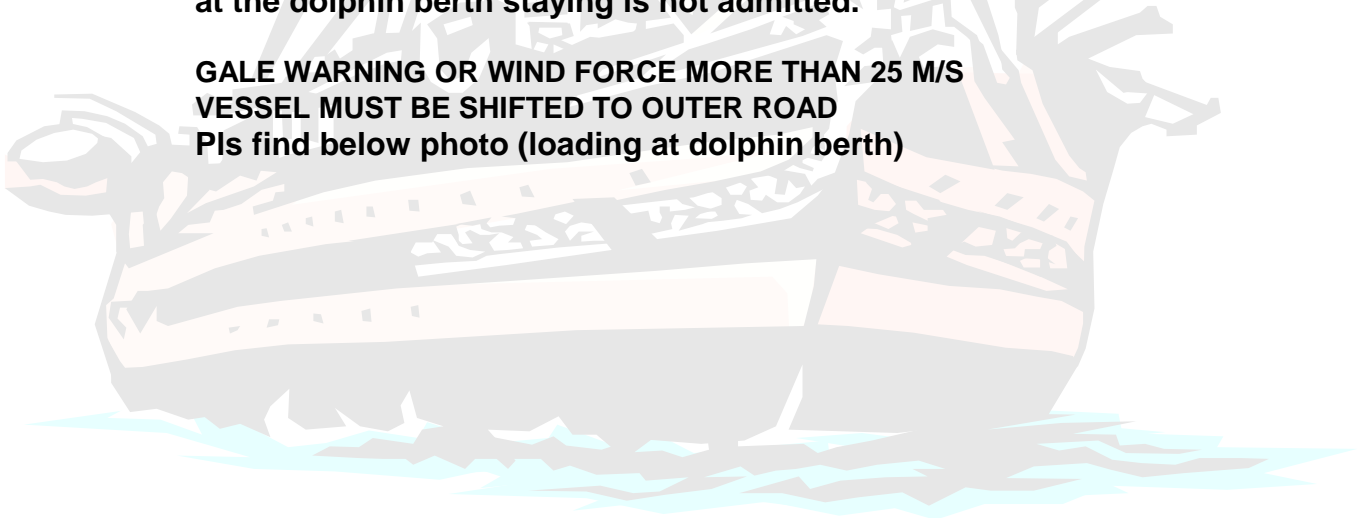 at the dolphin berth staying is not admitted.
GALE WARNING OR WIND FORCE MORE THAN 25 M/S
VESSEL MUST BE SHIFTED TO OUTER ROAD
Pls find below photo (loading at dolphin berth)